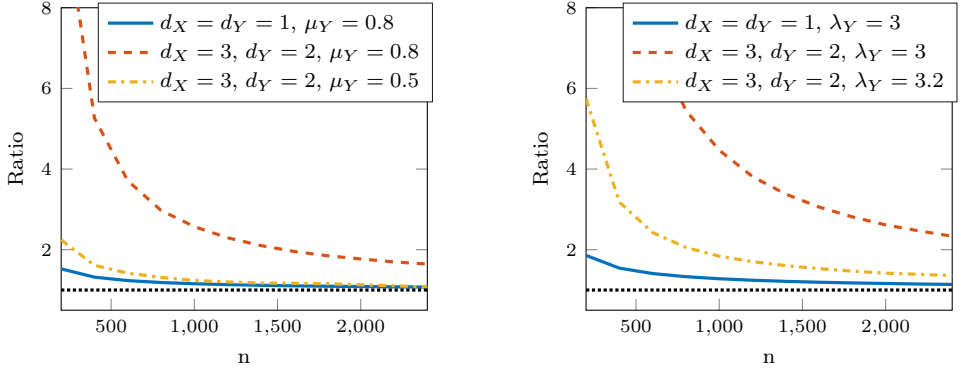 8
6
4
2
Ratio
500
1,000
1,500
2,000
n
d_X = d_Y = 1, μ_Y = 0.8
d_X = 3, d_Y = 2, μ_Y = 0.8
d_X = 3, d_Y = 2, μ_Y = 0.5
8
6
4
2
Ratio
500
1,000
1,500
2,000
n
d_X = d_Y = 1, λ_Y = 3
d_X = 3, d_Y = 2, λ_Y = 3
d_X = 3, d_Y = 2, λ_Y = 3.2